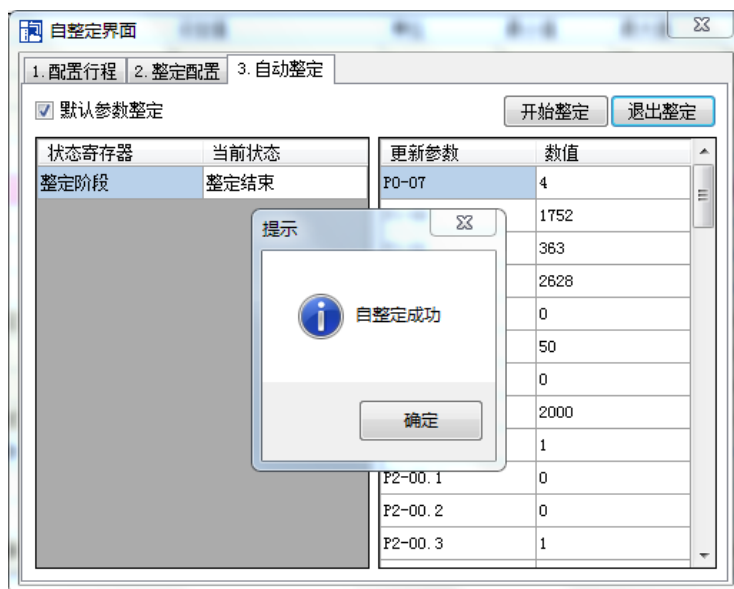 自整定界面
1.配置行程 2.整定配置 3.自动整定
默认参数整定 开始整定 退出整定
状态寄存器 当前状态 更新参数 数值
整定阶段 整定结束 P0-07 4
提示 1752
363
2628
自整定成功 0
50
0
确定 2000
1
P2-00.1 0
P2-00.2 0
P2-00.3 1